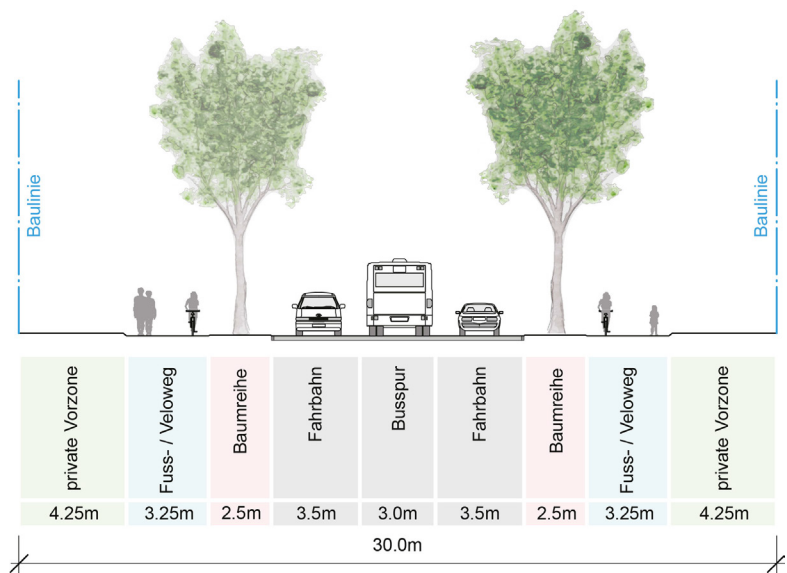 Baulinie
Baulinie
private Vorzone
Fuss- / Veloweg
Baumreihe
Fahrbahn
Busspur
Fahrbahn
Baumreihe
Fuss- / Veloweg
private Vorzone
4.25m
3.25m
2.5m
3.5m
3.0m
3.5m
2.5m
3.25m
4.25m
30.0m